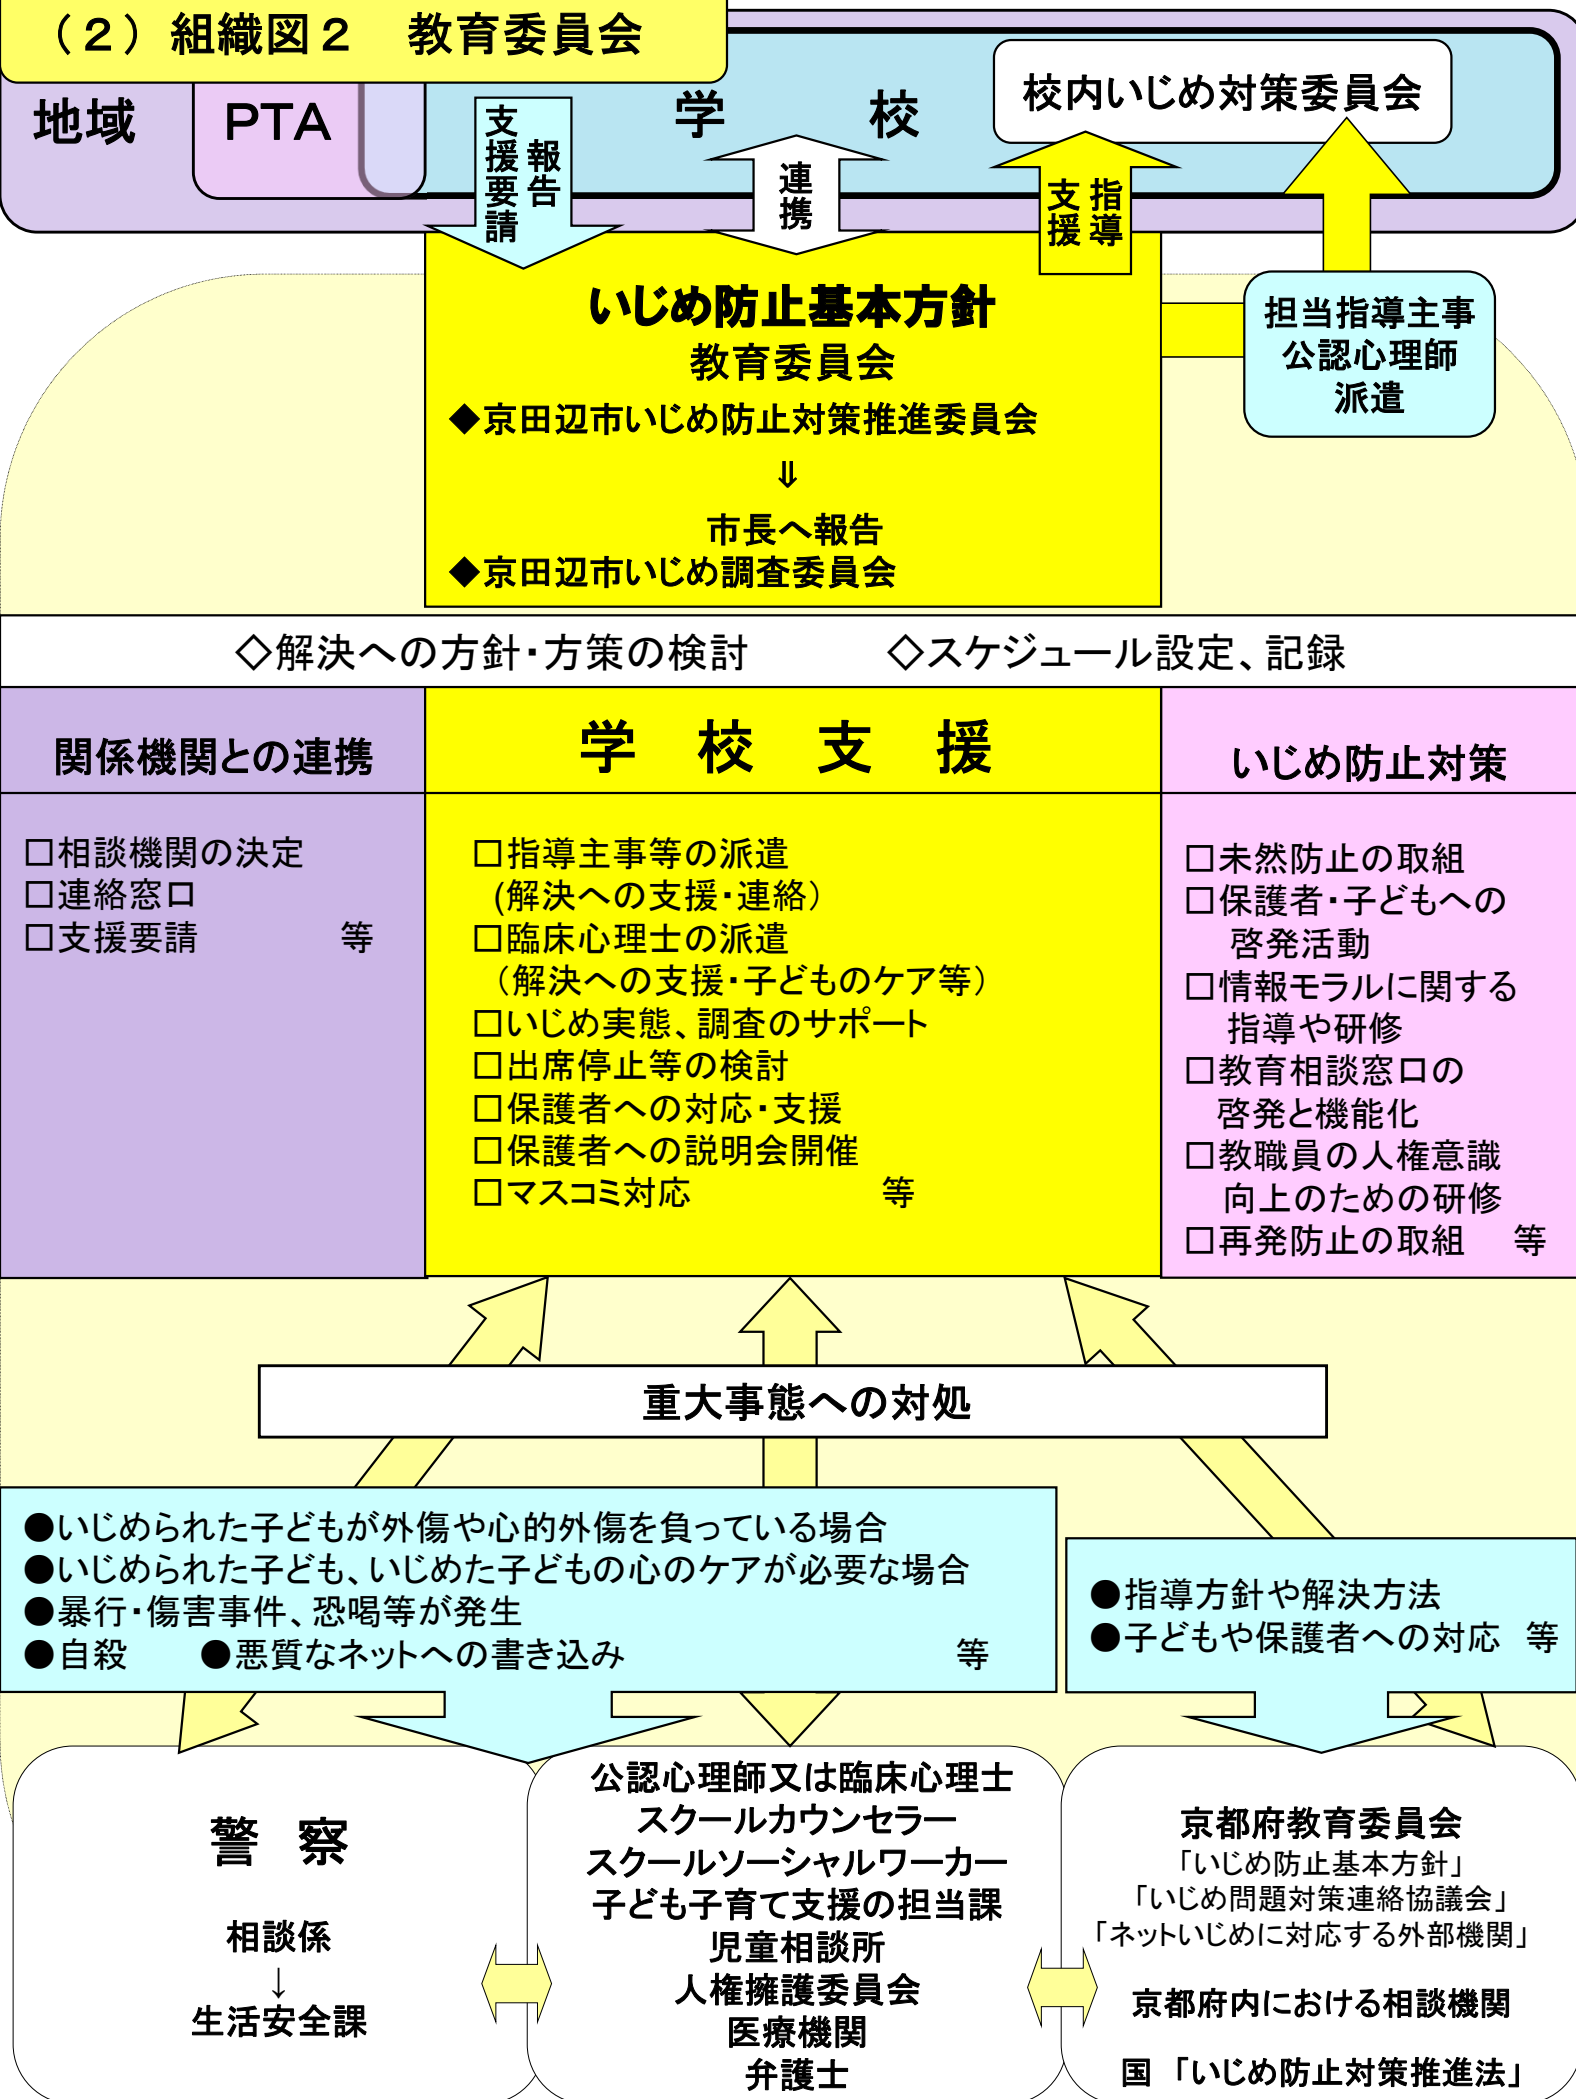 （２）組織図２　教育委員会
地域
PTA
学　校
校内いじめ対策委員会
報告
支援要請
連携
指導
支援
いじめ防止基本方針
教育委員会
◆京田辺市いじめ防止対策推進委員会
⇓
市長へ報告
◆京田辺市いじめ調査委員会
担当指導主事
公認心理師
派遣
◇解決への方針・方策の検討　◇スケジュール設定、記録
関係機関との連携
□相談機関の決定
□連絡窓口
□支援要請　等
学　校　支　援
□指導主事等の派遣
(解決への支援・連絡）
□臨床心理士の派遣
（解決への支援・子どものケア等）
□いじめ実態、調査のサポート
□出席停止等の検討
□保護者への対応・支援
□保護者への説明会開催
□マスコミ対応　等
いじめ防止対策
□未然防止の取組
□保護者・子どもへの
啓発活動
□情報モラルに関する
指導や研修
□教育相談窓口の
啓発と機能化
□教職員の人権意識
向上のための研修
□再発防止の取組　等
重大事態への対処
●いじめられた子どもが外傷や心的外傷を負っている場合
●いじめられた子ども、いじめた子どもの心のケアが必要な場合
●暴行・傷害事件、恐喝等が発生
●自殺　●悪質なネットへの書き込み　等
●指導方針や解決方法
●子どもや保護者への対応　等
警　察
相談係
↓
生活安全課
公認心理師又は臨床心理士
スクールカウンセラー
スクールソーシャルワーカー
子ども子育て支援の担当課
児童相談所
人権擁護委員会
医療機関
弁護士
京都府教育委員会
「いじめ防止基本方針」
「いじめ問題対策連絡協議会」
「ネットいじめに対応する外部機関」
京都府内における相談機関
国　「いじめ防止対策推進法」